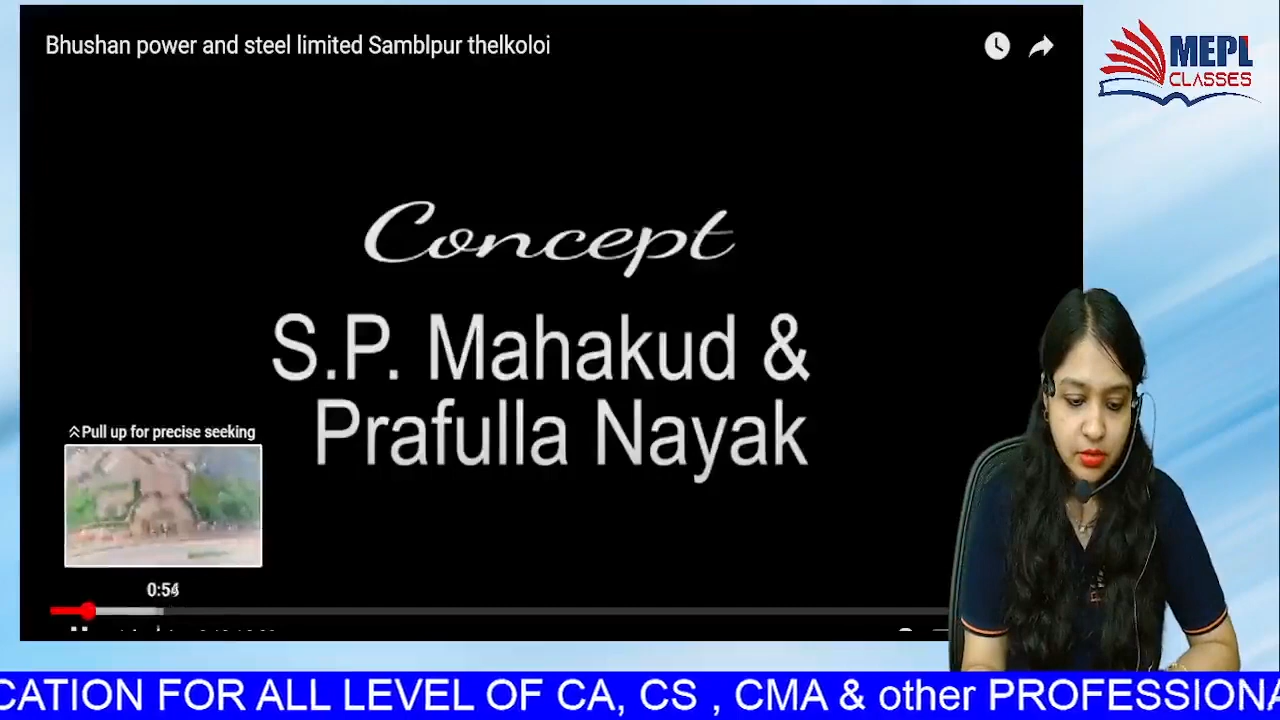 Bhushan power and steel limited Samblpur thelkoloi
MEPL
CLASSES
Concept
S.P. Mahakud &
Prafulla Nayak
Pull up for precise seeking
0:54
CATION FOR ALL LEVEL OF CA, CS , CMA & other PROFESSIONA